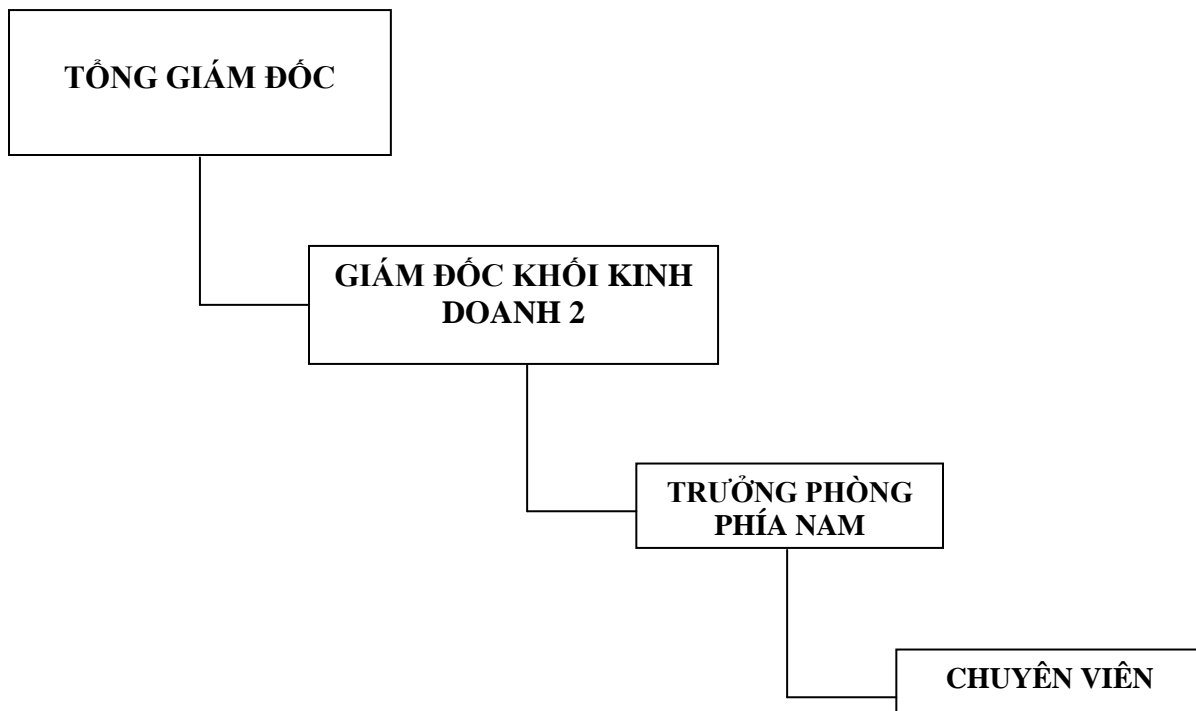 TỔNG GIÁM ĐỐC
GIÁM ĐỐC KHỐI KINH
DOANH 2
TRƯỞNG PHÒNG
PHÍA NAM
CHUYÊN VIÊN